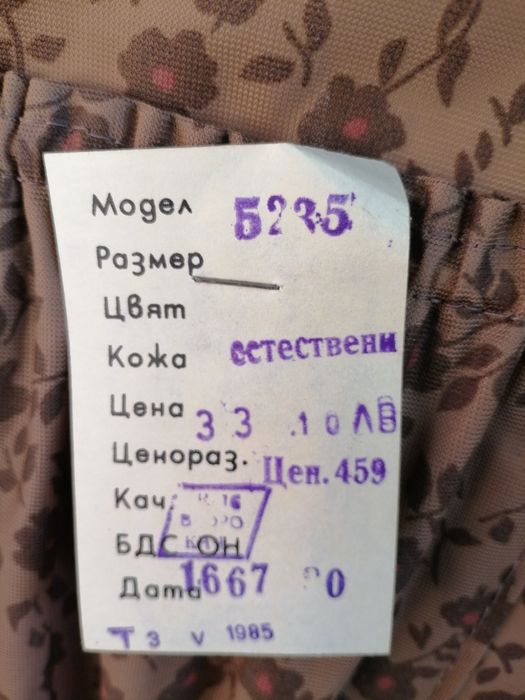 Модел Б235
Размер
Цвят
Кожа естествени
Цена 33.10 ЛВ
Ценораз. Цен. 459
Кач.
БДС ОН 1667
Дата
3 V 1985